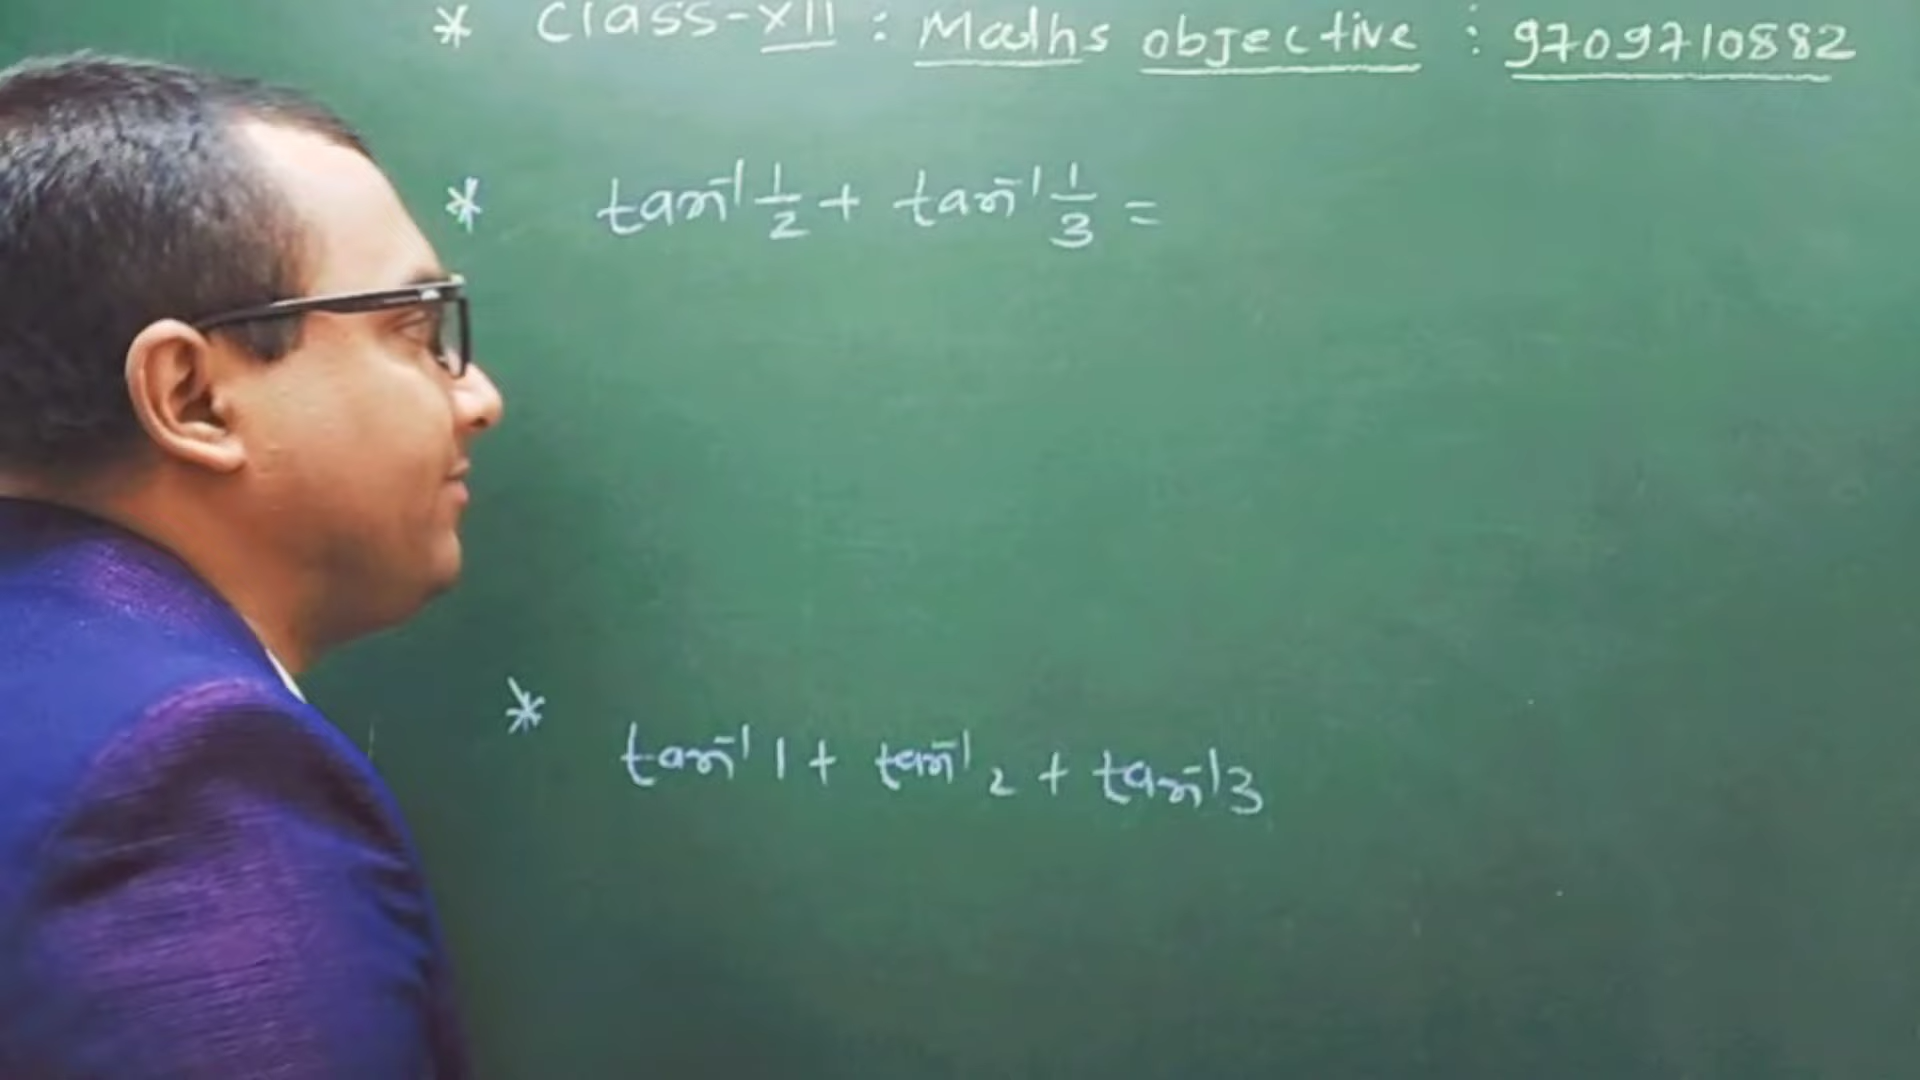 * Class-XII : Maths objective : 9709710882
* tan⁻¹ 1/2 + tan⁻¹ 1/3 =
* tan⁻¹ 1 + tan⁻¹ 2 + tan⁻¹ 3